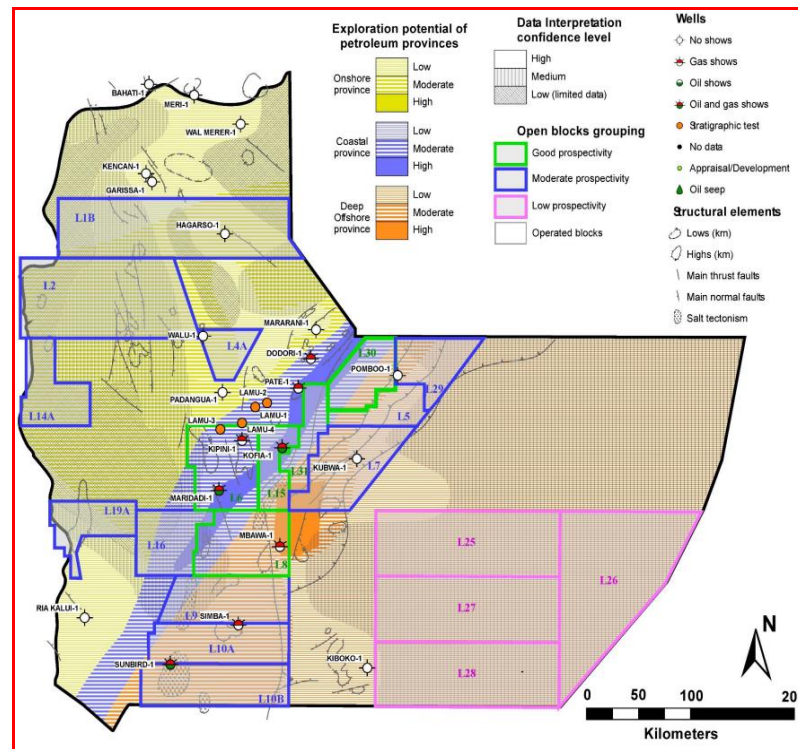 Exploration potential of
petroleum provinces
Onshore
province
Low
Moderate
High
Coastal
province
Low
Moderate
High
Deep
Offshore
province
Low
Moderate
High
Data Interpretation
confidence level
High
Medium
Low (limited data)
Open blocks grouping
Good prospectivity
Moderate prospectivity
Low prospectivity
Operated blocks
Wells
No shows
Gas shows
Oil shows
Oil and gas shows
Stratigraphic test
No data
Appraisal/Development
Oil seep
Structural elements
Lows (km)
Highs (km)
Main thrust faults
Main normal faults
Salt tectonism
BAHATI-1
MERI-1
WAL MERER-1
KENCAN-1
GARISSA-1
L1B
HAGARSO-1
L2
MARARANI-1
WALU-1
L4A
DODORI-1
L30
POMBOO-1
PATE-1
L29
L14A
PADANGUA-1
LAMU-2
LAMU-1
L5
LAMU-3
LAMU-4
KIPINI-1
KOFIA-1
KUBWA-1
L7
L31
MARIDADI-1
L6
L15
L19A
L16
MBAWA-1
L8
L25
L26
L27
L9
SIMBA-1
RIA KALUI-1
L10A
SUNBIRD-1
KIBOKO-1
L28
L10B
N
0 50 100 20
Kilometers